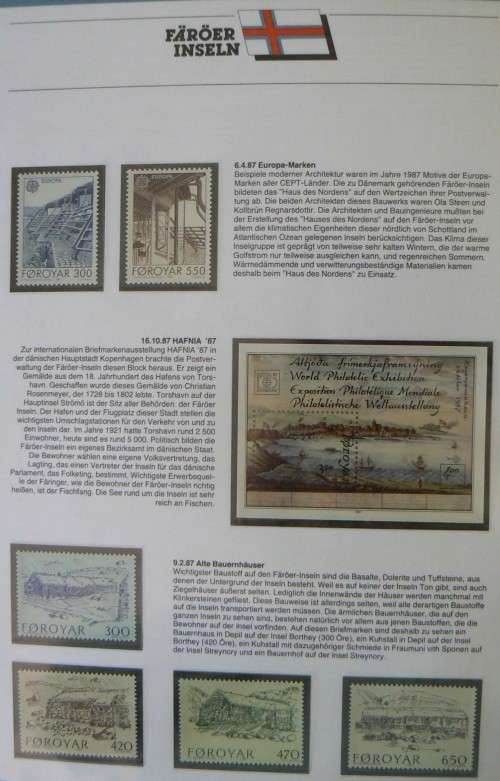 FÄRÖER
INSELN
6.4.87 Europa-Marken
Beispiele moderner Architektur waren im Jahre 1987 Motive der Europa-
Marken aller CEPT-Länder. Die zu Dänemark gehörenden Färöer-Inseln
bildeten das "Haus des Nordens" auf den Wertzeichen ihrer Postverwal-
tung ab. Die beiden Architekten dieses Bauwerks waren Ola Steen und
Kollbrün Regnarsdottir. Die Architekten und Bauingenieure mußten bei
der Erstellung des "Hauses des Nordens" auf den Färöer-Inseln vor
allem die klimatischen Eigenheiten dieser nördlich von Schottland im
Atlantischen Ozean gelegenen Inseln berücksichtigen. Das Klima dieser
Inselgruppe ist geprägt von teilweise sehr kalten Wintern, die der warme
Golfstrom nur teilweise ausgleichen kann, und regenreichen Sommern.
Wärmedämmende und verwitterungsbeständige Materialien kamen
deshalb beim "Haus des Nordens" zu Einsatz.
EUROPA
FØROYAR 300
EUROPA
FØROYAR 550
16.10.87 HAFNIA '87
Zur internationalen Briefmarkenausstellung HAFNIA '87 in
der dänischen Hauptstadt Kopenhagen brachte die Postver-
waltung der Färöer-Inseln diesen Block heraus. Er zeigt ein
Gemälde aus dem 18. Jahrhundert des Hafens von Tors-
havn. Geschaffen wurde dieses Gemälde von Christian
Rosenmeyer, der 1728 bis 1802 lebte. Torshavn auf der
Hauptinsel Strömö ist der Sitz aller Behörden der Färöer
Inseln. Der Hafen und der Flugplatz dieser Stadt stellen die
wichtigsten Umschlagstationen für den Verkehr von und zu
den Inseln dar. Im Jahre 1921 hatte Torshavn rund 2 500
Einwohner, heute sind es rund 5 000. Politisch bilden die
Färöer-Inseln ein eigenes Bezirksamt im dänischen Staat.
Die Bewohner wählen eine eigene Volksvertretung, das
Lagting, das einen Vertreter der Inseln für das dänische
Parlament, das Folketing, bestimmt. Wichtigste Erwerbsquel-
le der Färinger, wie die Bewohner der Färöer-Inseln richtig
heißen, ist der Fischfang. Die See rund um die Inseln ist sehr
reich an Fischen.
Altjóða frímerkjaframsýning
World Philatelic Exhibition
Exposition Philatélique Mondiale
Philatelistische Weltausstellung
9.2.87 Alte Bauernhäuser
Wichtigster Baustoff auf den Färöer-Inseln sind die Basalte, Dolerite und Tuffsteine, aus
denen der Untergrund der Inseln besteht. Weil es auf keiner der Inseln Ton gibt, sind auch
Ziegelhäuser äußerst selten. Lediglich die Innenwände der Häuser werden manchmal mit
Klinkersteinen gefliest. Diese Bauweise ist allerdings selten, weil alle derartigen Baustoffe
auf die Inseln transportiert werden müssen. Die ärmlichen Bauernhäuser, die auf den
ganzen Inseln zu sehen sind, bestehen natürlich vor allem aus jenen Baustoffen, die die
Bewohner auf der Insel vorfinden. Auf diesen Briefmarken sind deshalb zu sehen ein
Bauernhaus in Depil auf der Insel Borthey (300 Öre), ein Kuhstall in Depil auf der Insel
Borthey (420 Öre), ein Kuhstall mit dazugehöriger Schmiede in Fraumuni vth Sponen auf
der Insel Streynory und ein Bauernhof auf der Insel Streynory.
FØROYAR
300
FØROYAR
420
FØROYAR
470
FØROYAR
650